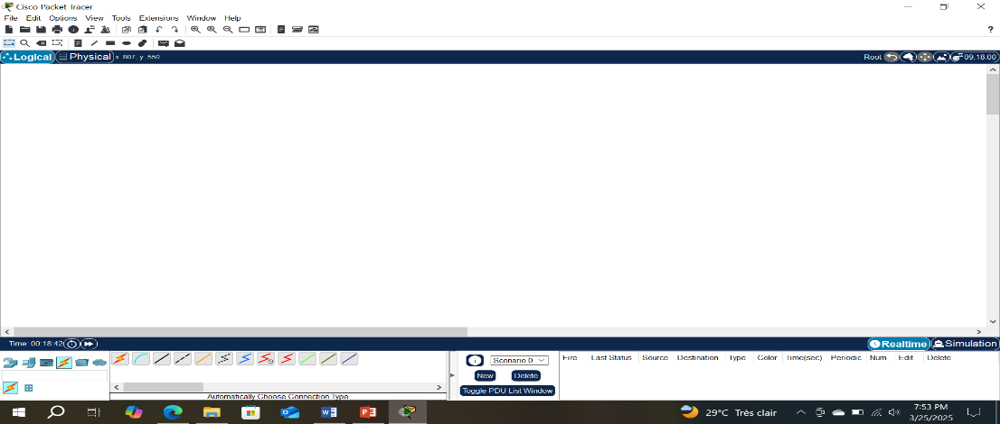 Cisco Packet Tracer
File Edit Options View Tools Extensions Window Help
?
Logical Physical x: 807, y: 550 Root 09:18:00
Time: 00:18:42 Realtime Simulation
Scenario 0 Fire Last Status Source Destination Type Color Time(sec) Periodic Num Edit Delete
New Delete
Toggle PDU List Window
Automatically Choose Connection Type
29°C Très clair 7:53 PM
3/25/2025